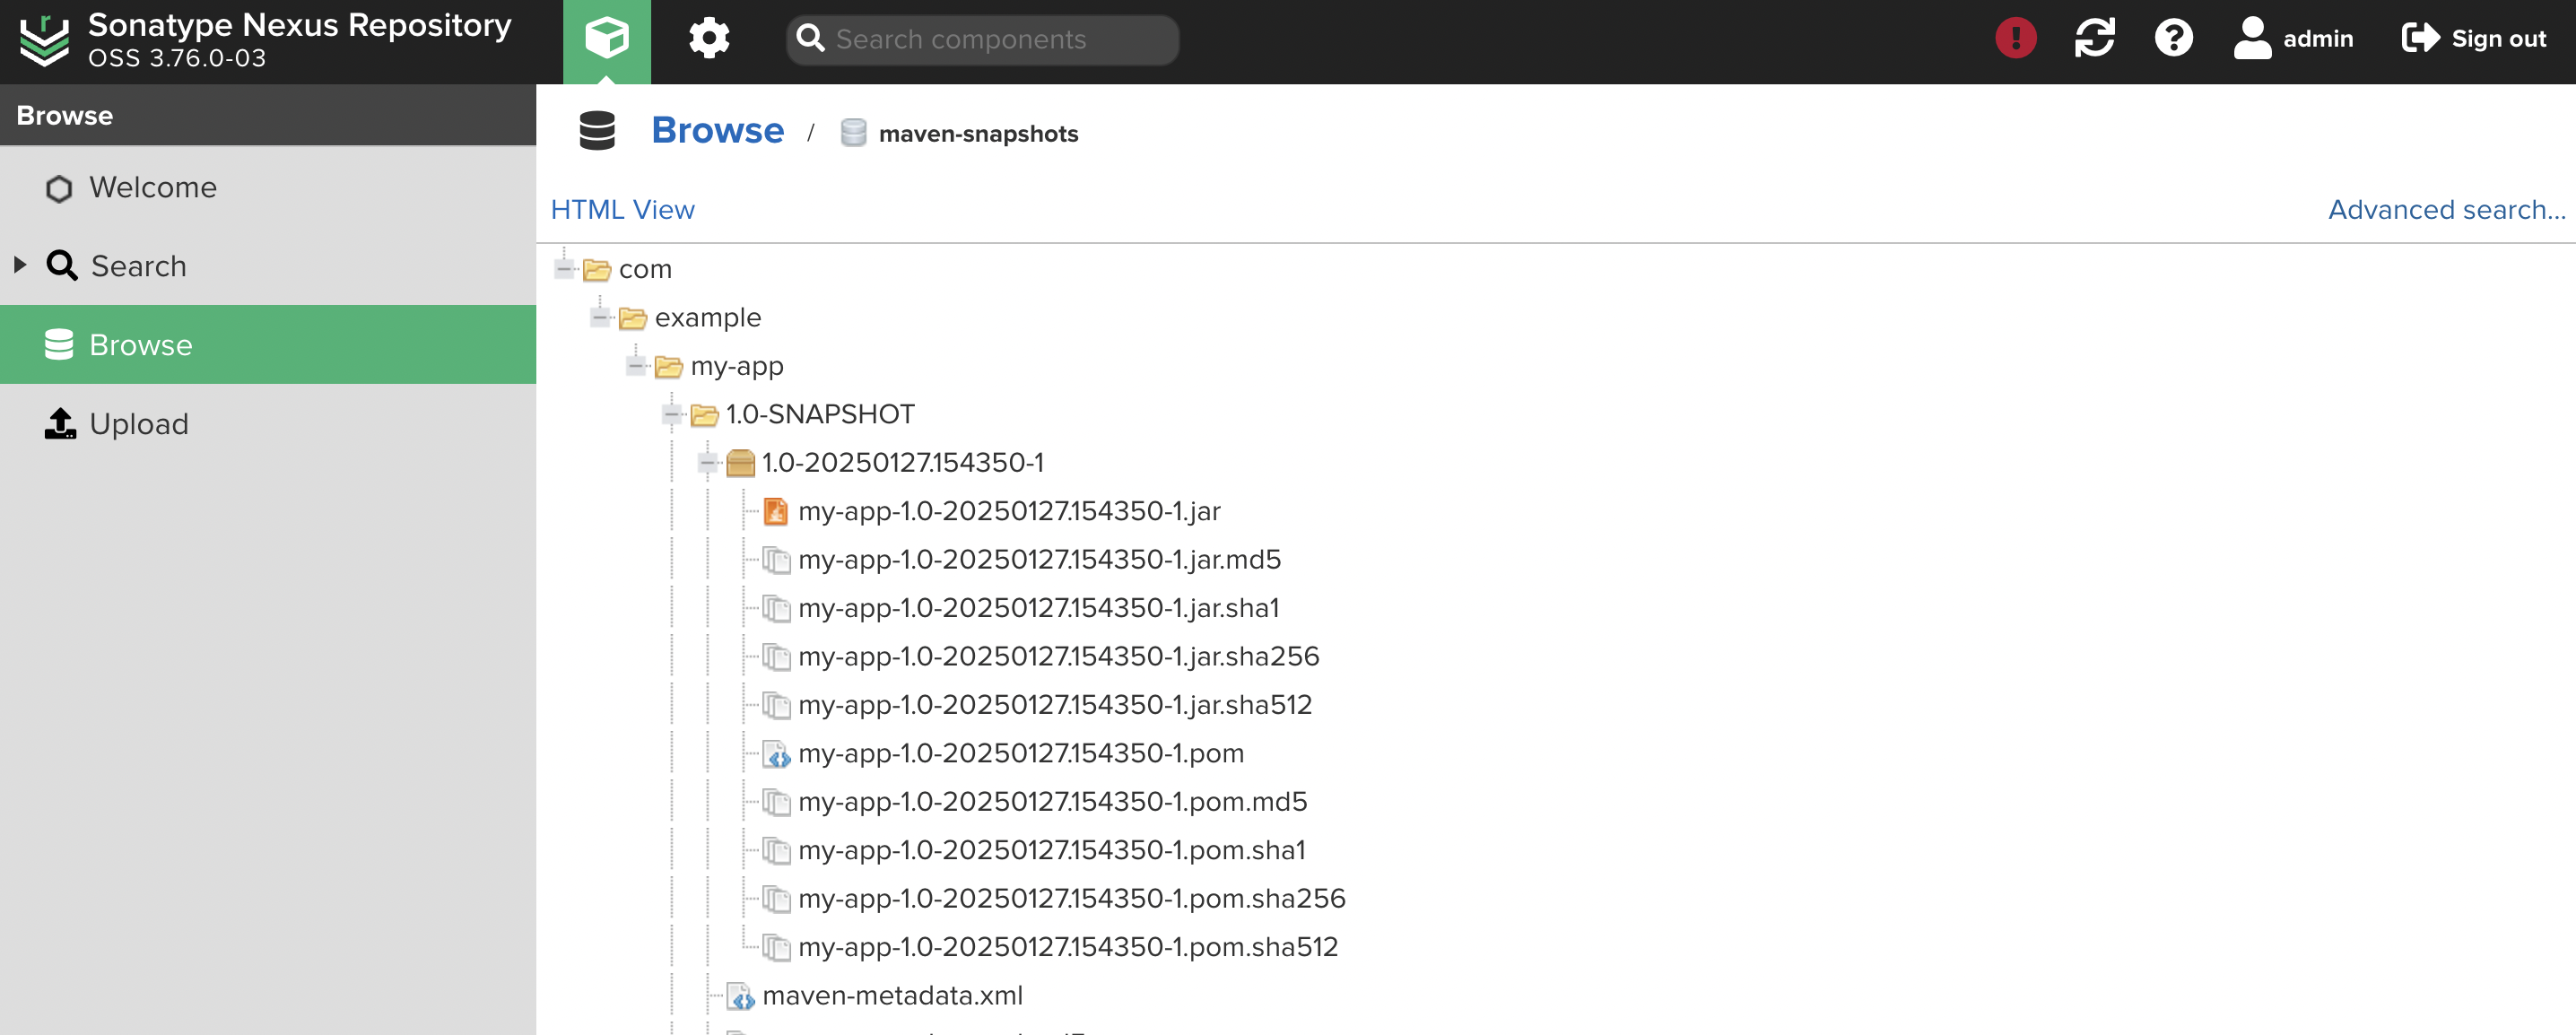 Sonatype Nexus Repository
OSS 3.76.0-03
Search components
admin
Sign out
Browse
Welcome
Search
Browse
Upload
Browse / maven-snapshots
HTML View
Advanced search...
com
example
my-app
1.0-SNAPSHOT
1.0-20250127.154350-1
my-app-1.0-20250127.154350-1.jar
my-app-1.0-20250127.154350-1.jar.md5
my-app-1.0-20250127.154350-1.jar.sha1
my-app-1.0-20250127.154350-1.jar.sha256
my-app-1.0-20250127.154350-1.jar.sha512
my-app-1.0-20250127.154350-1.pom
my-app-1.0-20250127.154350-1.pom.md5
my-app-1.0-20250127.154350-1.pom.sha1
my-app-1.0-20250127.154350-1.pom.sha256
my-app-1.0-20250127.154350-1.pom.sha512
maven-metadata.xml